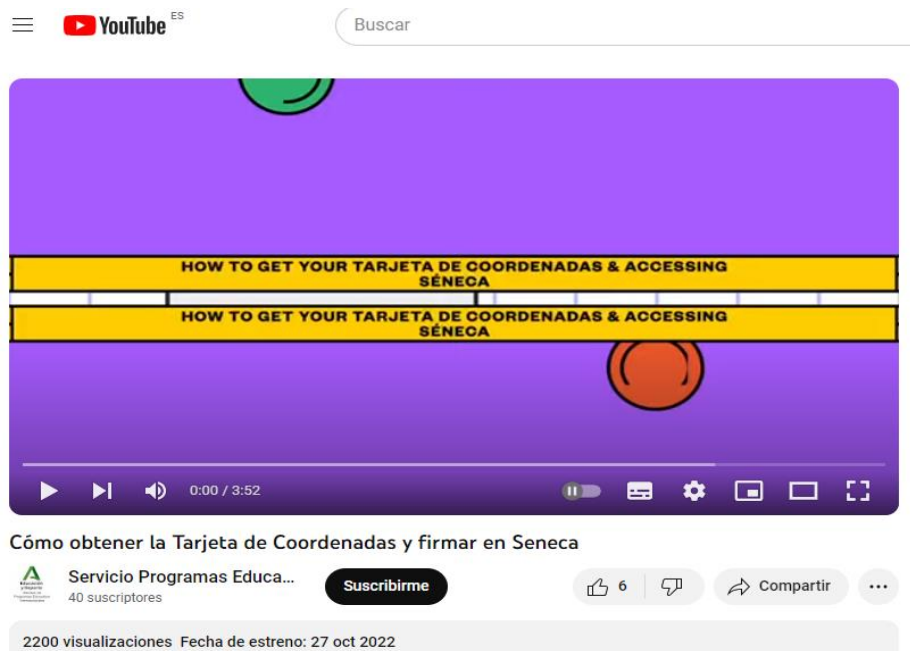 YouTube ES
Buscar
HOW TO GET YOUR TARJETA DE COORDENADAS & ACCESSING
SÉNECA
HOW TO GET YOUR TARJETA DE COORDENADAS & ACCESSING
SÉNECA
0:00 / 3:52
Cómo obtener la Tarjeta de Coordenadas y firmar en Seneca
Servicio Programas Educa...
40 suscriptores
Suscribirme
6
Compartir
2200 visualizaciones Fecha de estreno: 27 oct 2022